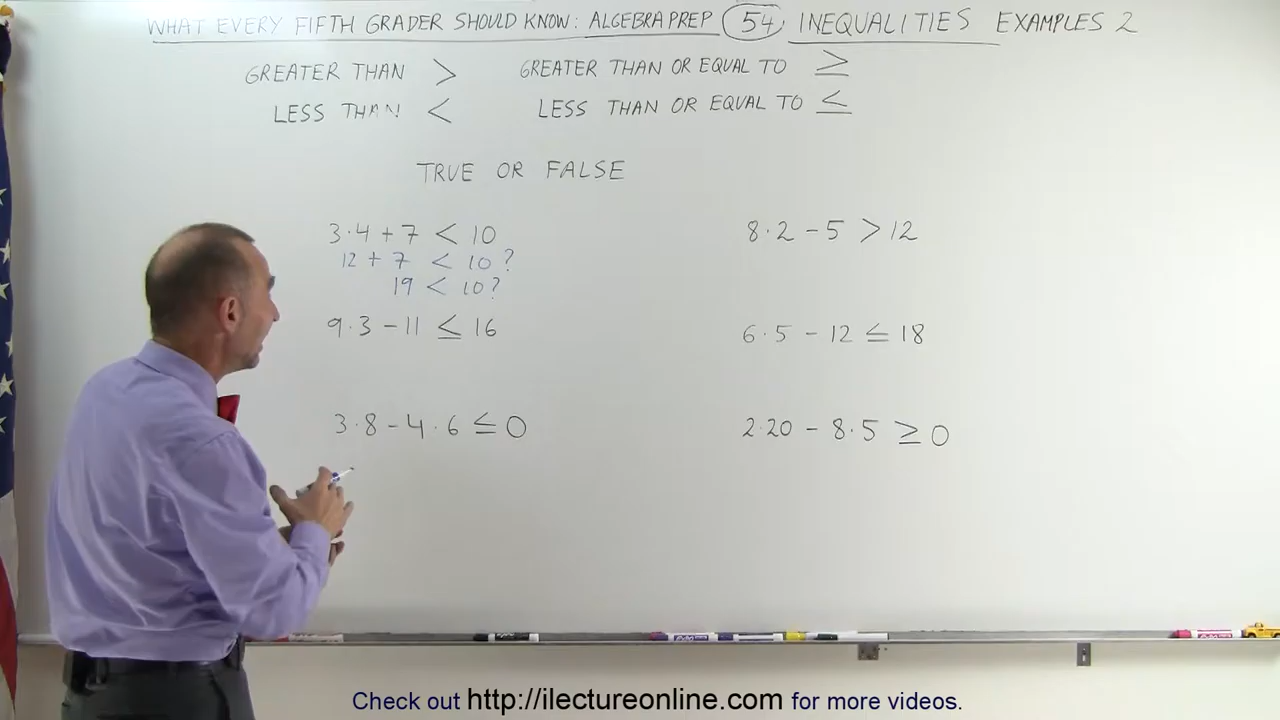 WHAT EVERY FIFTH GRADER SHOULD KNOW: ALGEBRA PREP 54 INEQUALITIES EXAMPLES 2
GREATER THAN > GREATER THAN OR EQUAL TO ≥
LESS THAN < LESS THAN OR EQUAL TO ≤
TRUE OR FALSE
3·4 + 7 < 10
12 + 7 < 10?
19 < 10?
9·3 - 11 ≤ 16
3·8 - 4·6 ≤ 0
8·2 - 5 > 12
6·5 - 12 ≤ 18
2·20 - 8·5 ≥ 0
Check out http://ilectureonline.com for more videos.